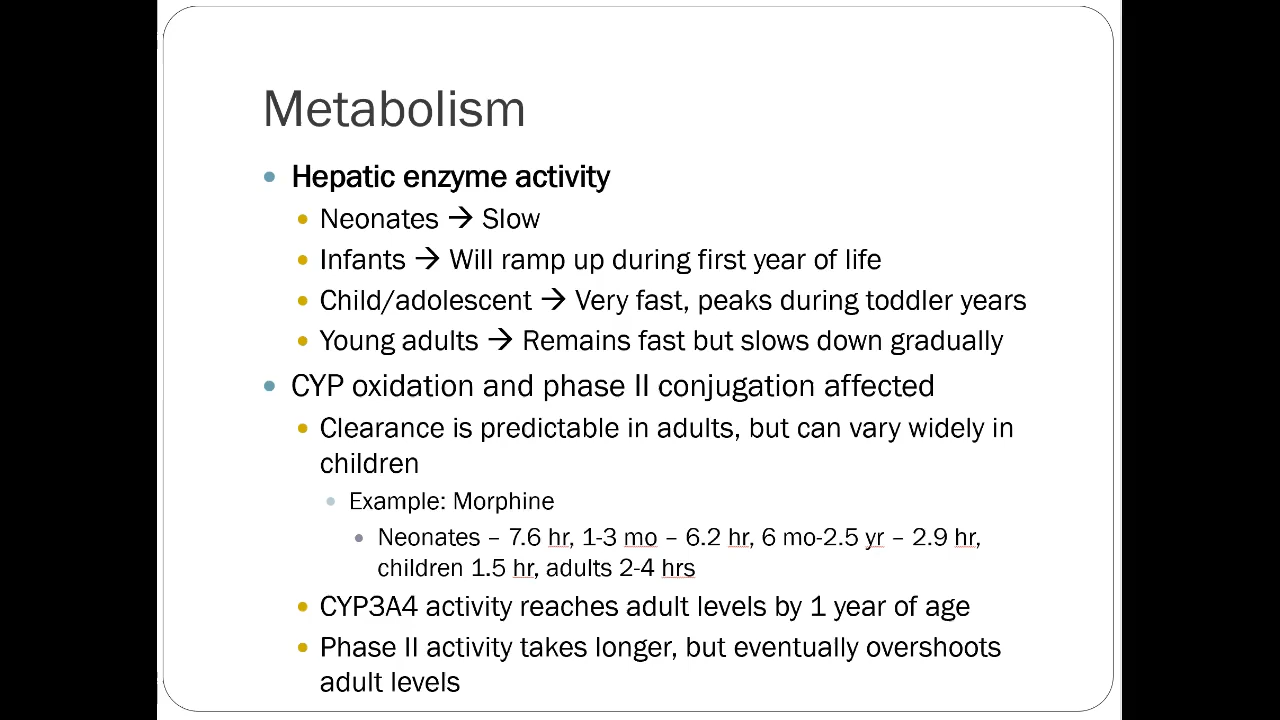 Metabolism
• Hepatic enzyme activity
• Neonates → Slow
• Infants → Will ramp up during first year of life
• Child/adolescent → Very fast, peaks during toddler years
• Young adults → Remains fast but slows down gradually
• CYP oxidation and phase II conjugation affected
• Clearance is predictable in adults, but can vary widely in
children
• Example: Morphine
• Neonates – 7.6 hr, 1-3 mo – 6.2 hr, 6 mo-2.5 yr – 2.9 hr,
children 1.5 hr, adults 2-4 hrs
• CYP3A4 activity reaches adult levels by 1 year of age
• Phase II activity takes longer, but eventually overshoots
adult levels